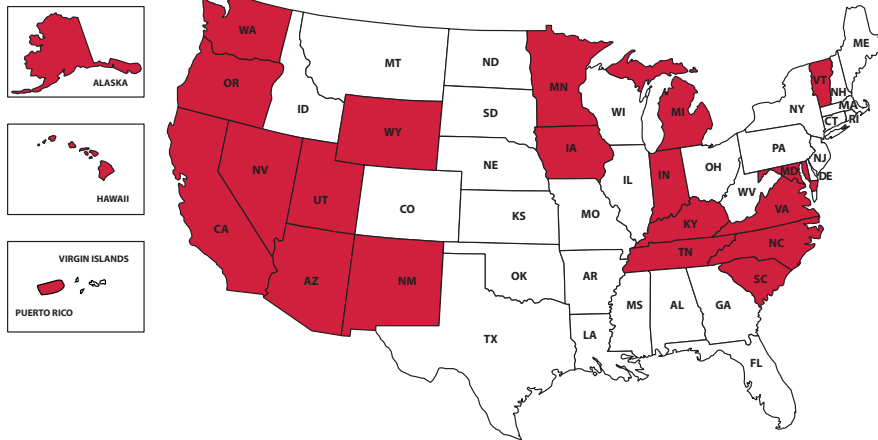 ALASKA
HAWAII
VIRGIN ISLANDS
PUERTO RICO
WA
OR
CA
NV
ID
MT
WY
UT
AZ
CO
NM
ND
SD
NE
KS
OK
TX
MN
IA
MO
AR
LA
WI
IL
MI
IN
OH
KY
TN
MS
AL
GA
FL
SC
NC
VA
WV
MD
DE
PA
NJ
NY
CT
RI
MA
VT
NH
ME